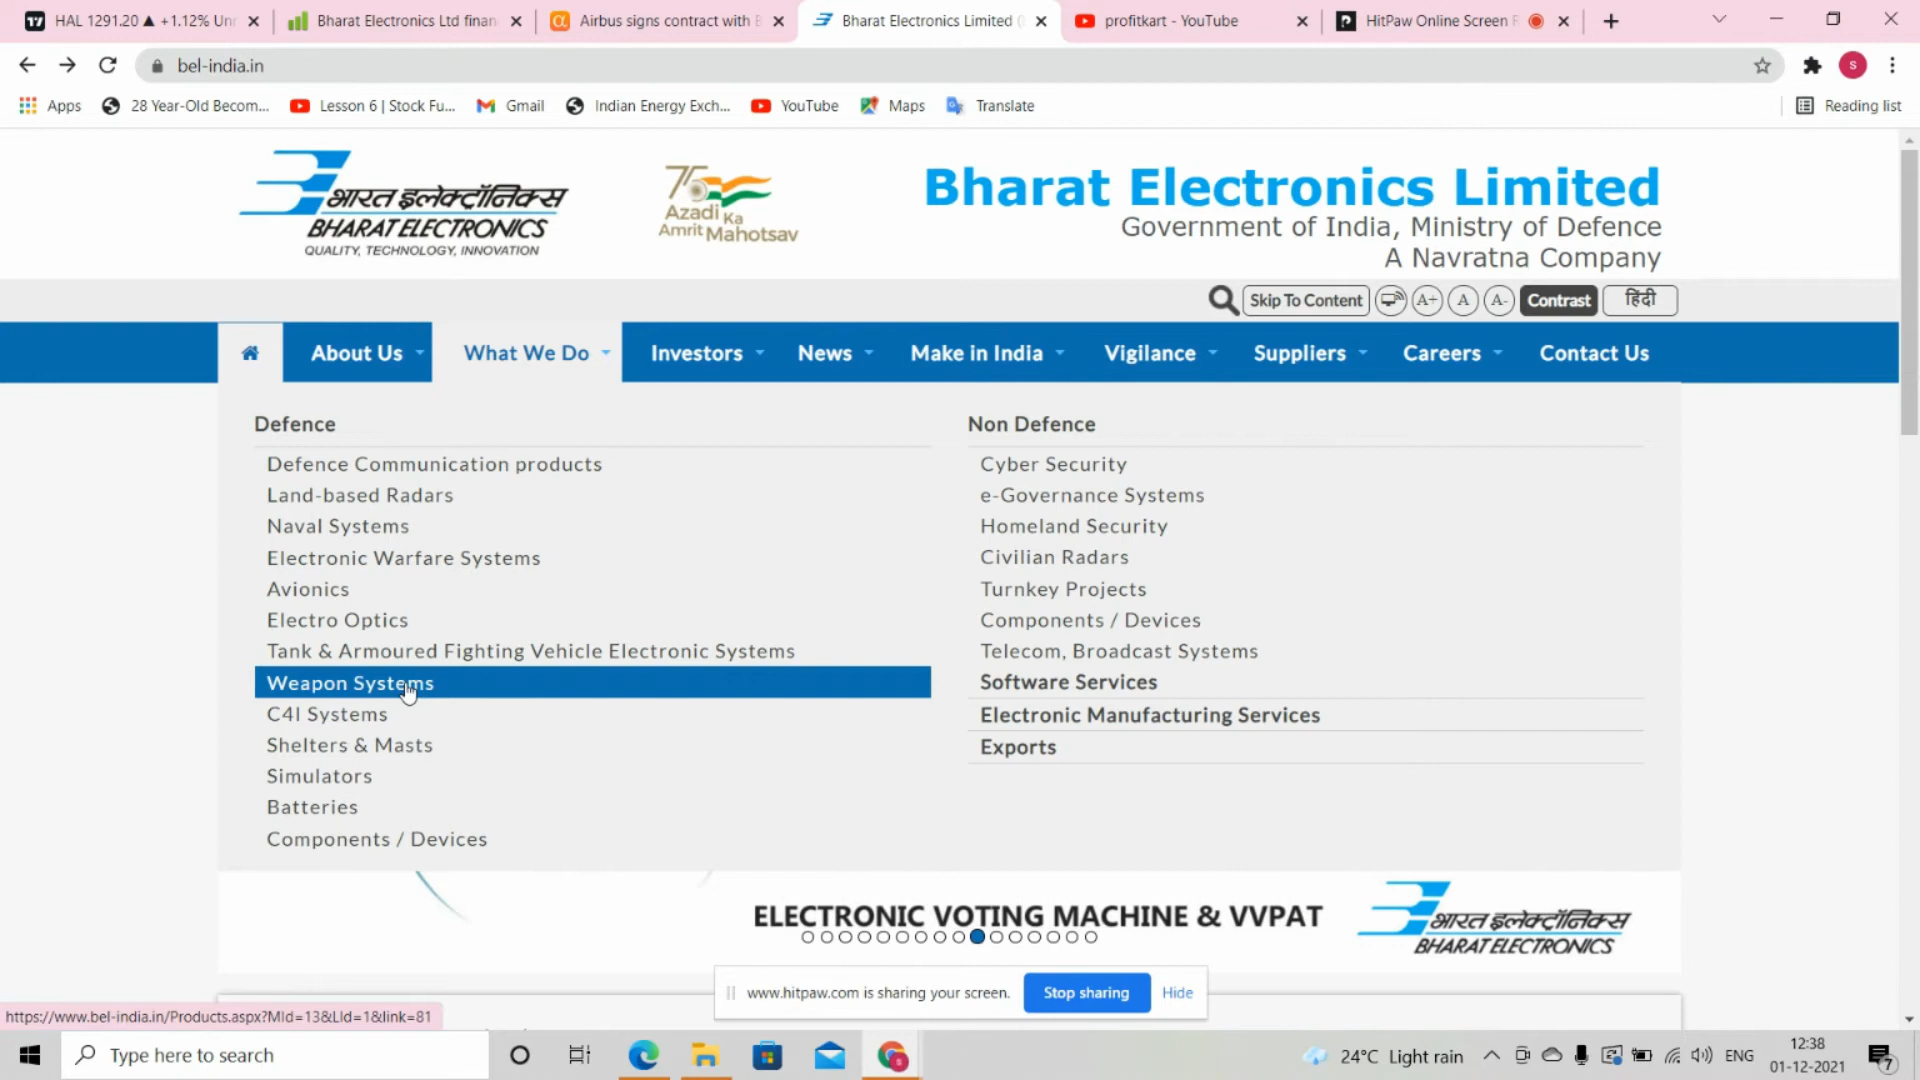 HAL 1291.20 ▲ +1.12% Unr
Bharat Electronics Ltd finan
Airbus signs contract with B
Bharat Electronics Limited (
profitkart - YouTube
HitPaw Online Screen R
bel-india.in
S
Apps
28 Year-Old Becom...
Lesson 6 | Stock Fu...
Gmail
Indian Energy Exch...
YouTube
Maps
Translate
Reading list
भारत इलेक्ट्रॉनिक्स
BHARAT ELECTRONICS
QUALITY, TECHNOLOGY, INNOVATION
75
Azadi Ka
Amrit Mahotsav
Bharat Electronics Limited
Government of India, Ministry of Defence
A Navratna Company
Skip To Content
A+
A
A-
Contrast
हिंदी
About Us
What We Do
Investors
News
Make in India
Vigilance
Suppliers
Careers
Contact Us
Defence
Defence Communication products
Land-based Radars
Naval Systems
Electronic Warfare Systems
Avionics
Electro Optics
Tank & Armoured Fighting Vehicle Electronic Systems
Weapon Systems
C4I Systems
Shelters & Masts
Simulators
Batteries
Components / Devices
Non Defence
Cyber Security
e-Governance Systems
Homeland Security
Civilian Radars
Turnkey Projects
Components / Devices
Telecom, Broadcast Systems
Software Services
Electronic Manufacturing Services
Exports
ELECTRONIC VOTING MACHINE & VVPAT
भारत इलेक्ट्रॉनिक्स
BHARAT ELECTRONICS
www.hitpaw.com is sharing your screen.
Stop sharing
Hide
https://www.bel-india.in/Products.aspx?MId=13&LId=1&link=81
Type here to search
24°C Light rain
ENG
12:38
01-12-2021
7